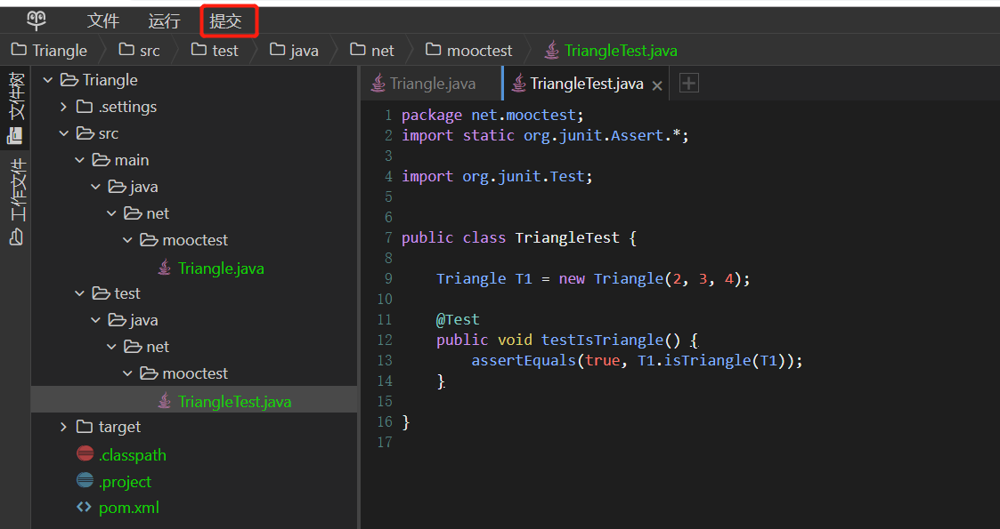 文件 运行 提交
Triangle src test java net mooctest TriangleTest.java
文件树
工作文件
Triangle
.settings
src
main
java
net
mooctest
Triangle.java
test
java
net
mooctest
TriangleTest.java
target
.classpath
.project
pom.xml
Triangle.java TriangleTest.java
1 package net.mooctest;
2 import static org.junit.Assert.*;
3
4 import org.junit.Test;
5
6
7 public class TriangleTest {
8
9 Triangle T1 = new Triangle(2, 3, 4);
10
11 @Test
12 public void testIsTriangle() {
13 assertEquals(true, T1.isTriangle(T1));
14 }
15
16 }
17